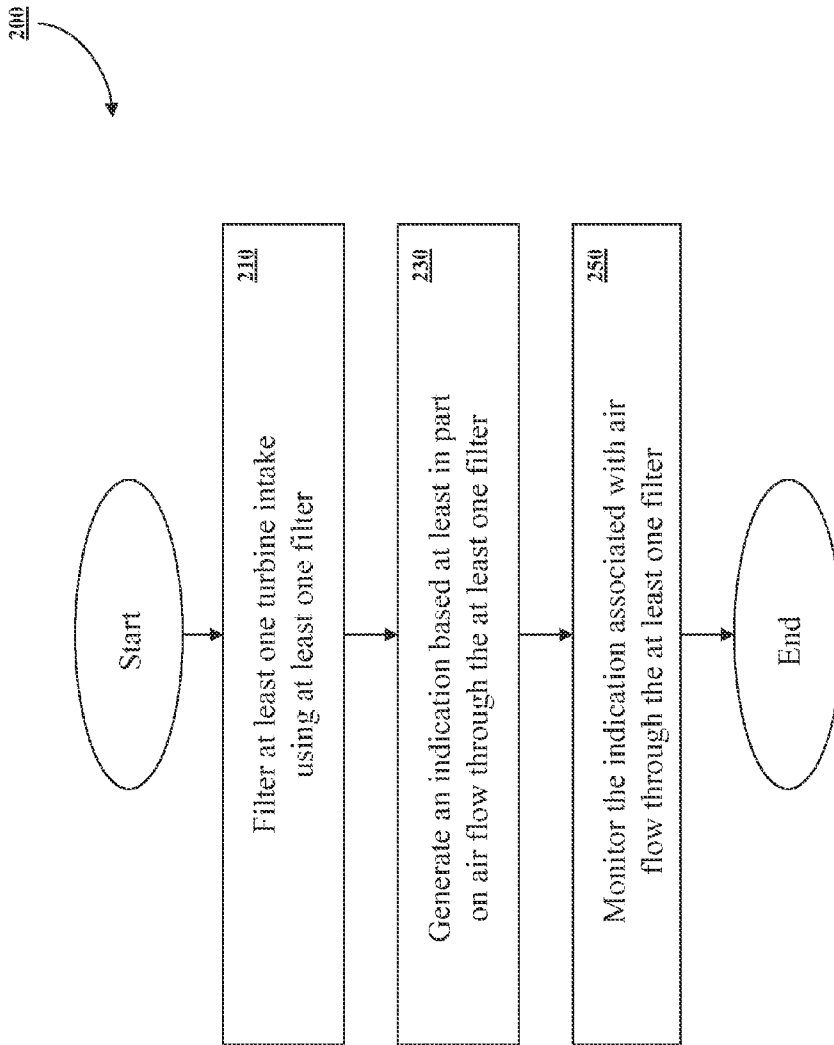 200
Start
210
Filter at least one turbine intake
using at least one filter
230
Generate an indication based at least in part
on air flow through the at least one filter
250
Monitor the indication associated with air
flow through the at least one filter
End